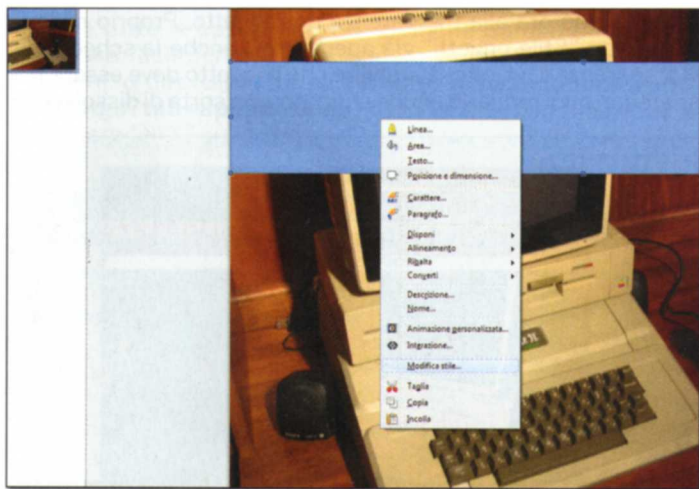 Linea...
Area...
Testo...
Posizione e dimensione...
Carattere...
Paragrafo...
Disponi
Allineamento
Ribalta
Converti
Descrizione...
Nome...
Animazione personalizzata...
Interazione...
Modifica stile...
Taglia
Copia
Incolla